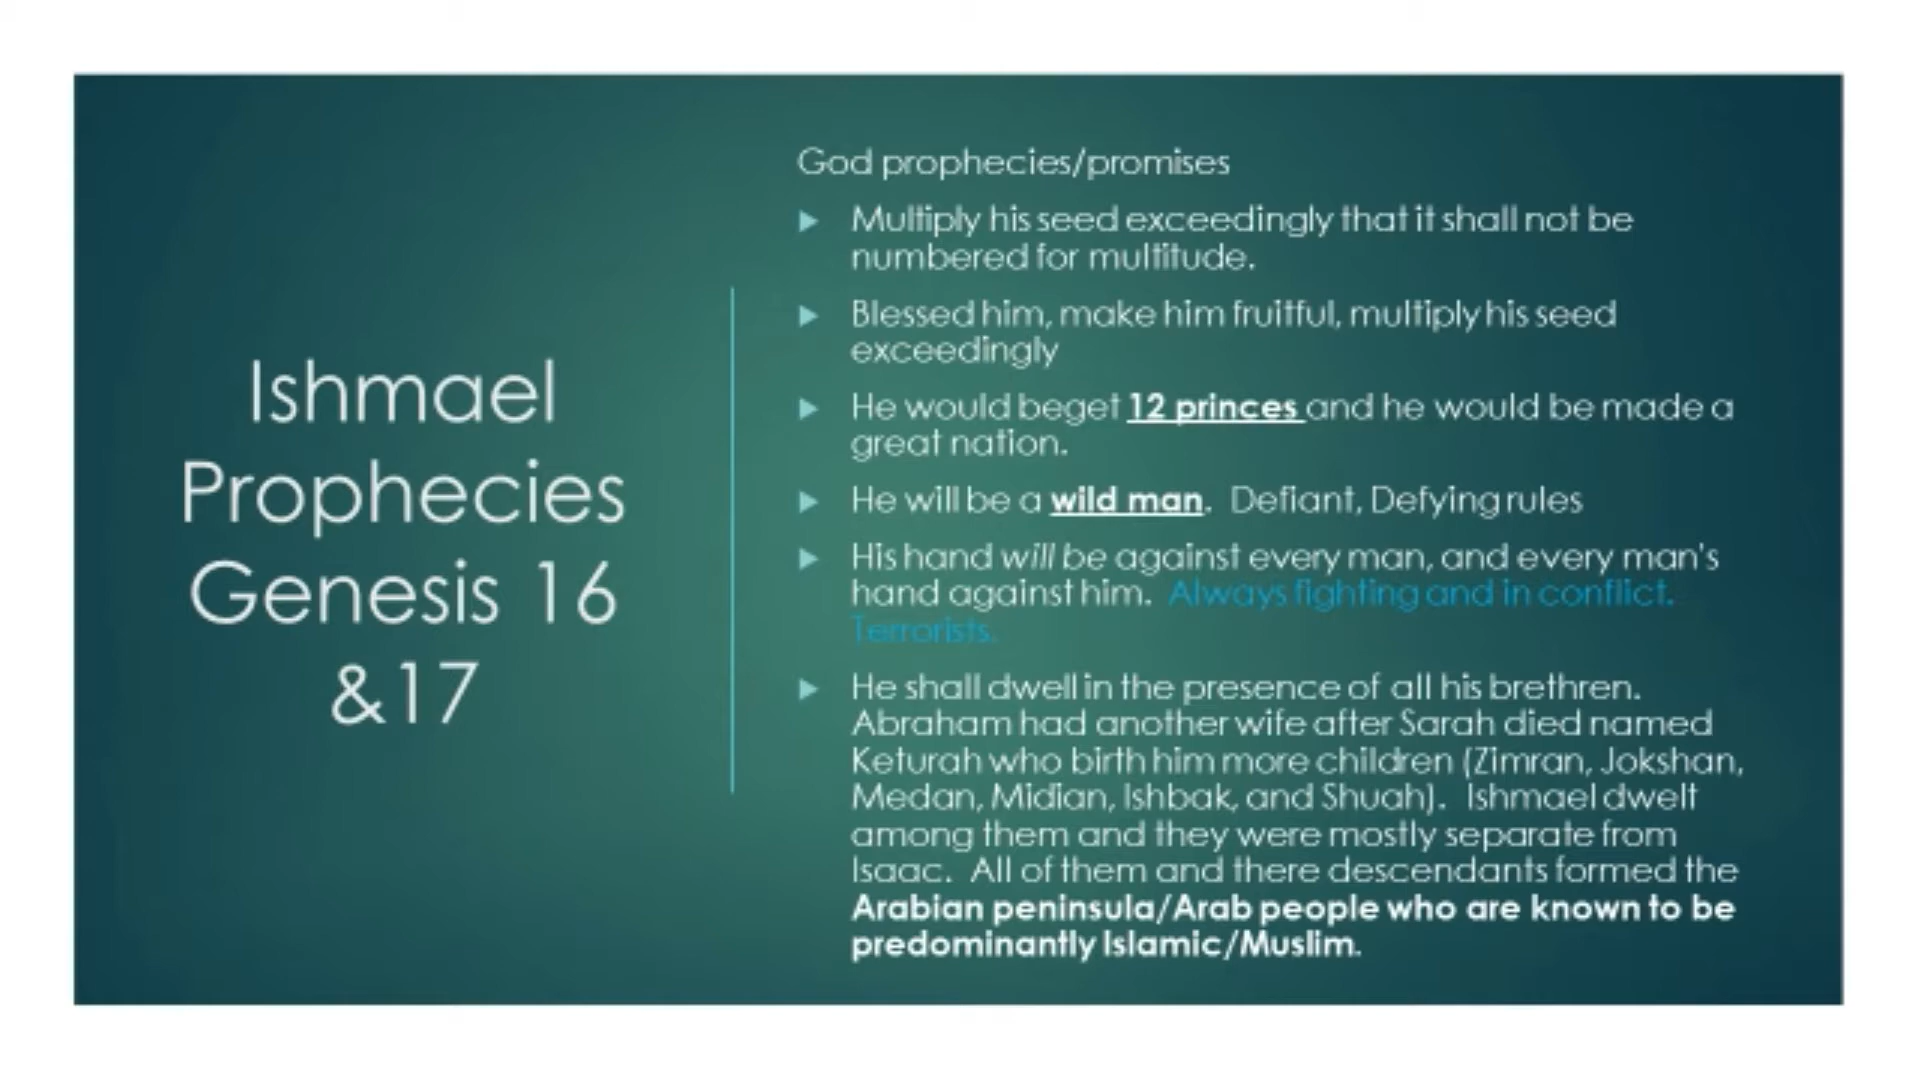 Ishmael
Prophecies
Genesis 16
&17
God prophecies/promises
Multiply his seed exceedingly that it shall not be
numbered for multitude.
Blessed him, make him fruitful, multiply his seed
exceedingly
He would beget 12 princes and he would be made a
great nation.
He will be a wild man. Defiant, Defying rules
His hand will be against every man, and every man's
hand against him. Always fighting and in conflict.
Terrorists.
He shall dwell in the presence of all his brethren.
Abraham had another wife after Sarah died named
Keturah who birth him more children (Zimran, Jokshan,
Medan, Midian, Ishbak, and Shuah). Ishmael dwelt
among them and they were mostly separate from
Isaac. All of them and there descendants formed the
Arabian peninsula/Arab people who are known to be
predominantly Islamic/Muslim.